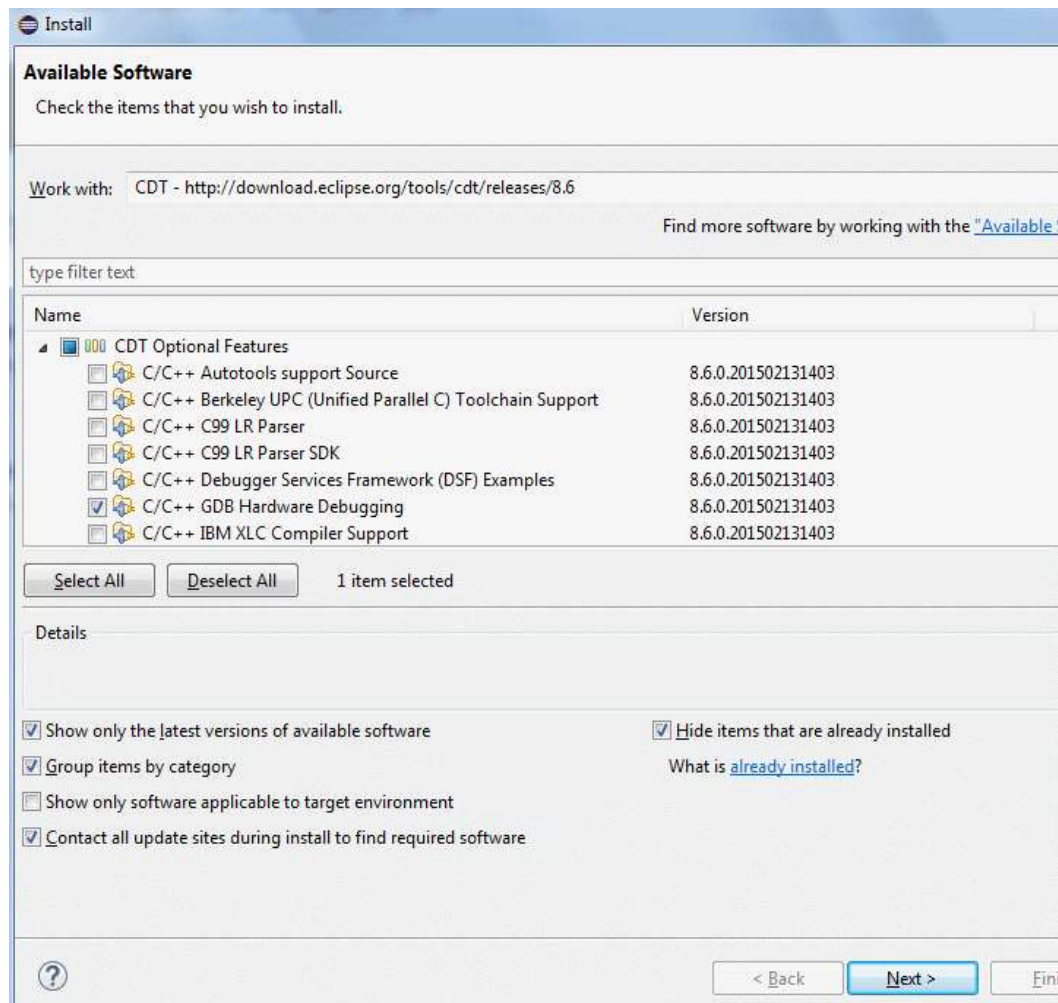 Install
Available Software
Check the items that you wish to install.
Work with: CDT - http://download.eclipse.org/tools/cdt/releases/8.6
Find more software by working with the "Available
type filter text
Name Version
CDT Optional Features
C/C++ Autotools support Source 8.6.0.201502131403
C/C++ Berkeley UPC (Unified Parallel C) Toolchain Support 8.6.0.201502131403
C/C++ C99 LR Parser 8.6.0.201502131403
C/C++ C99 LR Parser SDK 8.6.0.201502131403
C/C++ Debugger Services Framework (DSF) Examples 8.6.0.201502131403
C/C++ GDB Hardware Debugging 8.6.0.201502131403
C/C++ IBM XLC Compiler Support 8.6.0.201502131403
Select All Deselect All 1 item selected
Details
Show only the latest versions of available software Hide items that are already installed
Group items by category What is already installed?
Show only software applicable to target environment
Contact all update sites during install to find required software
? < Back Next >